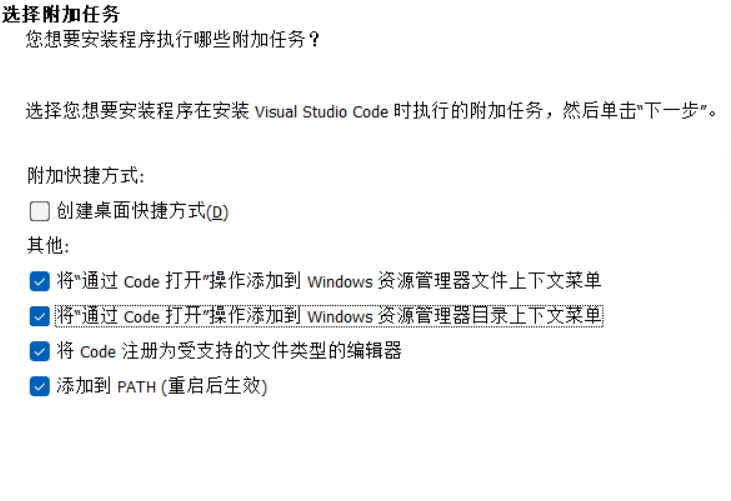 选择附加任务
您想要安装程序执行哪些附加任务？
选择您想要安装程序在安装 Visual Studio Code 时执行的附加任务，然后单击“下一步”。
附加快捷方式:
创建桌面快捷方式(D)
其他:
将“通过 Code 打开”操作添加到 Windows 资源管理器文件上下文菜单
将“通过 Code 打开”操作添加到 Windows 资源管理器目录上下文菜单
将 Code 注册为受支持的文件类型的编辑器
添加到 PATH (重启后生效)